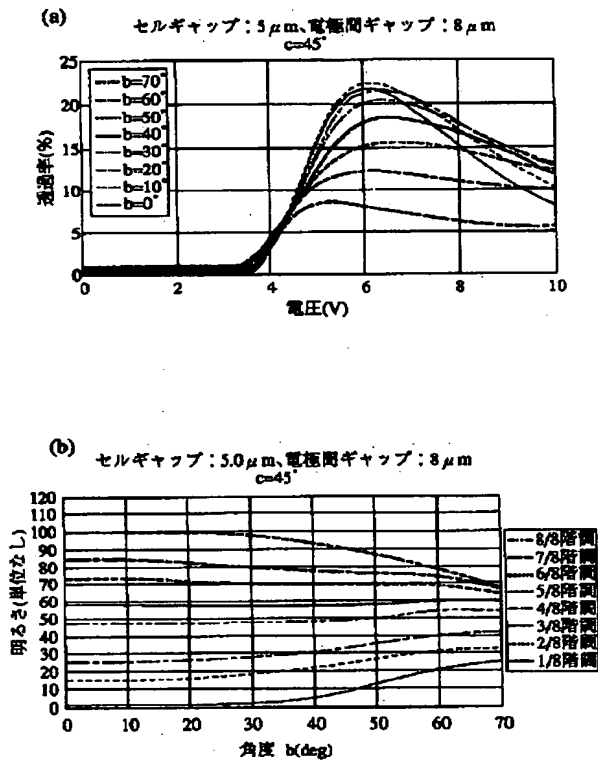 (a)
セルギャップ:5μm、電極間ギャップ:8μm
c=45°
25
20
15
10
5
0
透過率(%)
b=70°
b=60°
b=50°
b=40°
b=30°
b=20°
b=10°
b=0°
0 2 4 6 8 10
電圧(V)
(b)
セルギャップ:5.0μm、電極間ギャップ:8μm
c=45°
120
110
100
90
80
70
60
50
40
30
20
10
0
明るさ(単位なし)
8/8階調
7/8階調
6/8階調
5/8階調
4/8階調
3/8階調
2/8階調
1/8階調
0 10 20 30 40 50 60 70
角度 b(deg)